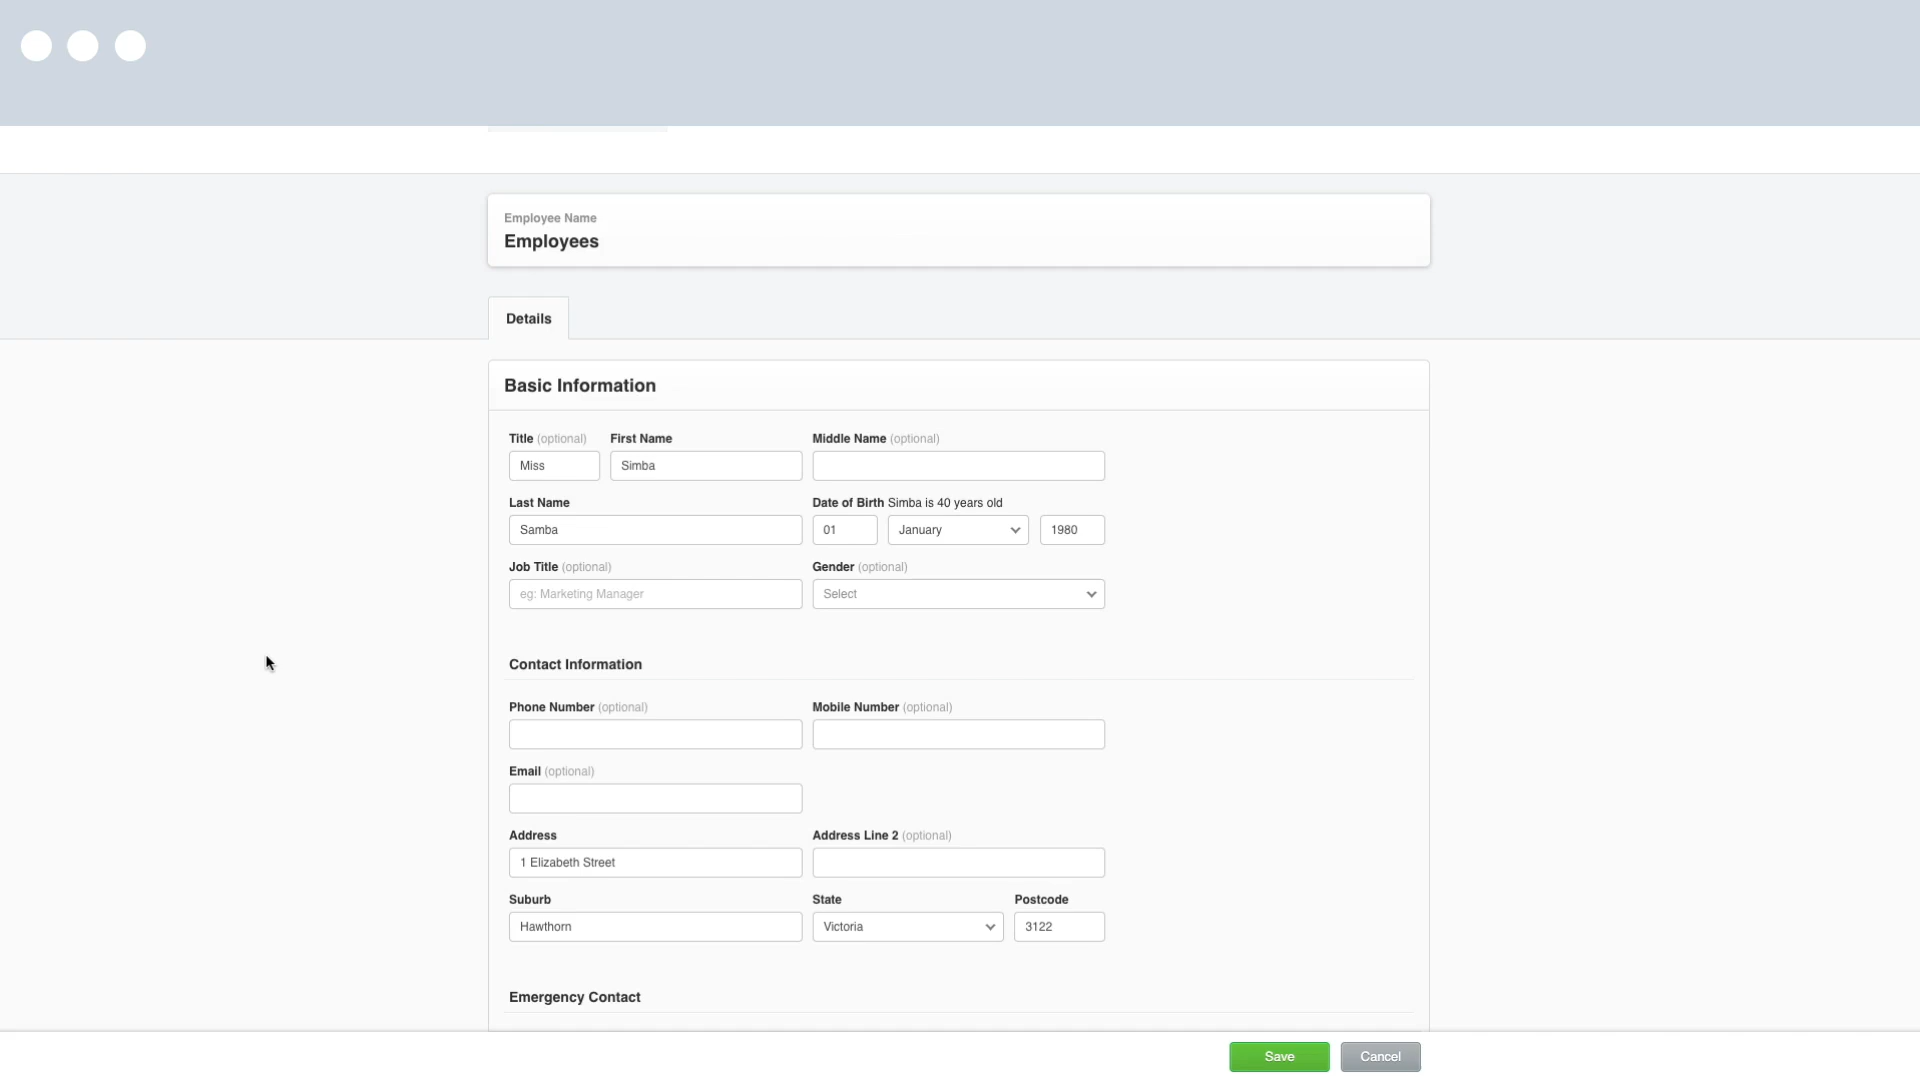 Employee Name
Employees
Details
Basic Information
Title (optional) First Name Middle Name (optional)
Miss Simba
Last Name Date of Birth Simba is 40 years old
Samba 01 January 1980
Job Title (optional) Gender (optional)
eg: Marketing Manager Select
Contact Information
Phone Number (optional) Mobile Number (optional)
Email (optional)
Address Address Line 2 (optional)
1 Elizabeth Street
Suburb State Postcode
Hawthorn Victoria 3122
Emergency Contact
Save Cancel